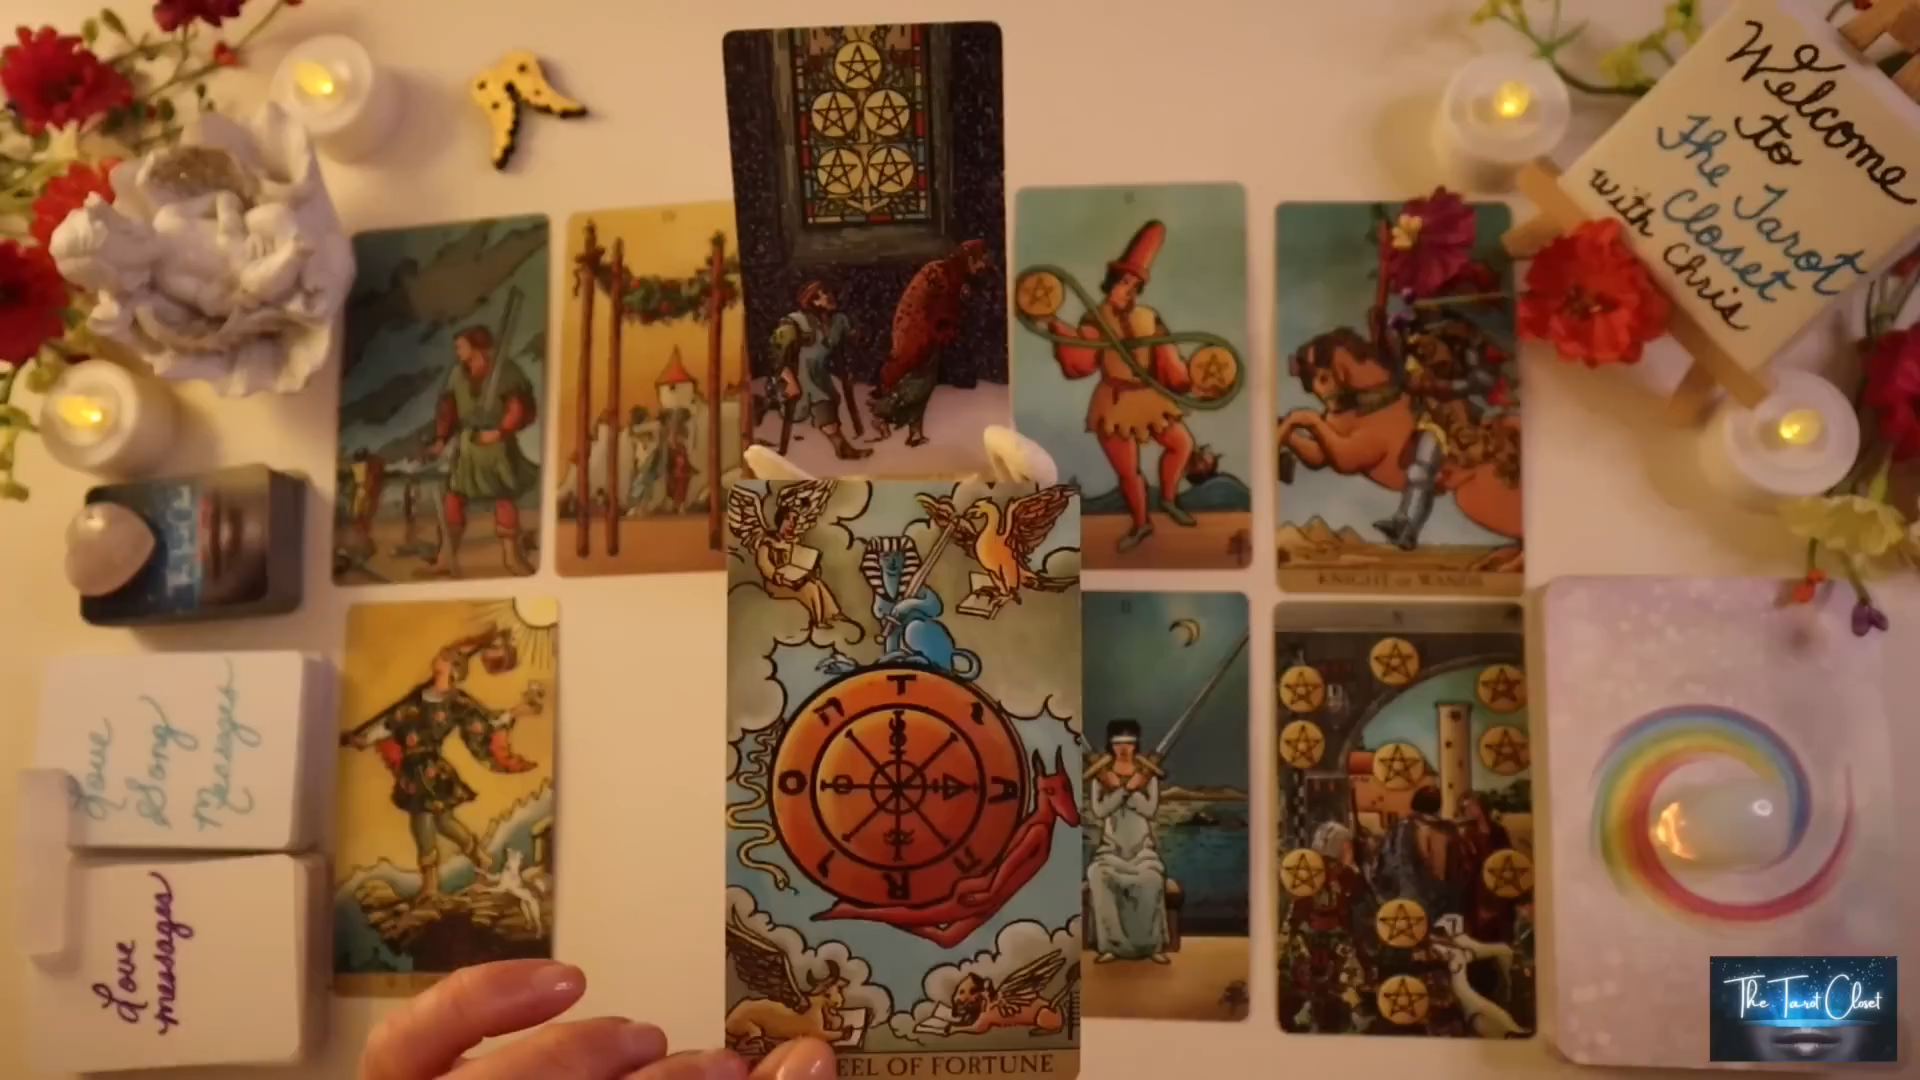 Welcome
to
The Tarot
Closet
with Chris
KNIGHT OF WANDS
Love
Song
Messages
Love
messages
T
A
R
O
EEL OF FORTUNE
The Tarot Closet